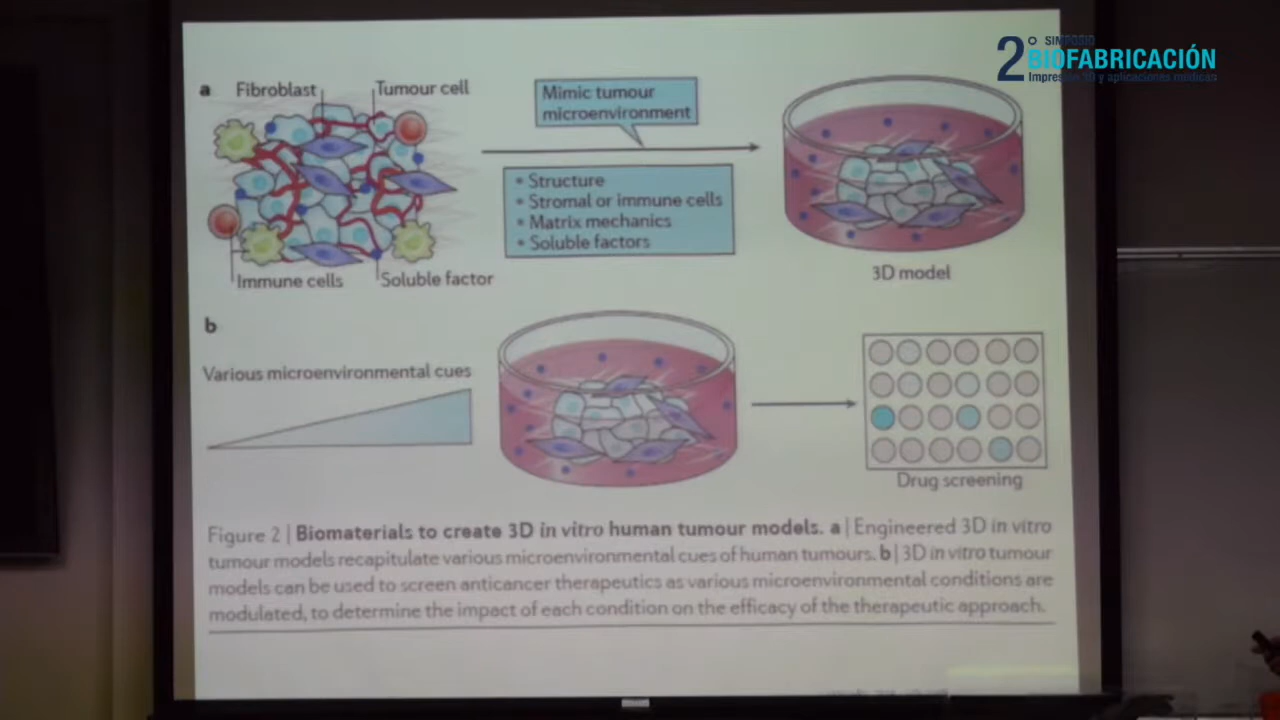 2º SIMPOSIO
BIOFABRICACIÓN
Impresión 3D y aplicaciones médicas
a
Fibroblast
Tumour cell
Mimic tumour
microenvironment
• Structure
• Stromal or immune cells
• Matrix mechanics
• Soluble factors
Immune cells
Soluble factor
3D model
b
Various microenvironmental cues
Drug screening
Figure 2 | Biomaterials to create 3D in vitro human tumour models. a | Engineered 3D in vitro
tumour models recapitulate various microenvironmental cues of human tumours. b | 3D in vitro tumour
models can be used to screen anticancer therapeutics as various microenvironmental conditions are
modulated, to determine the impact of each condition on the efficacy of the therapeutic approach.